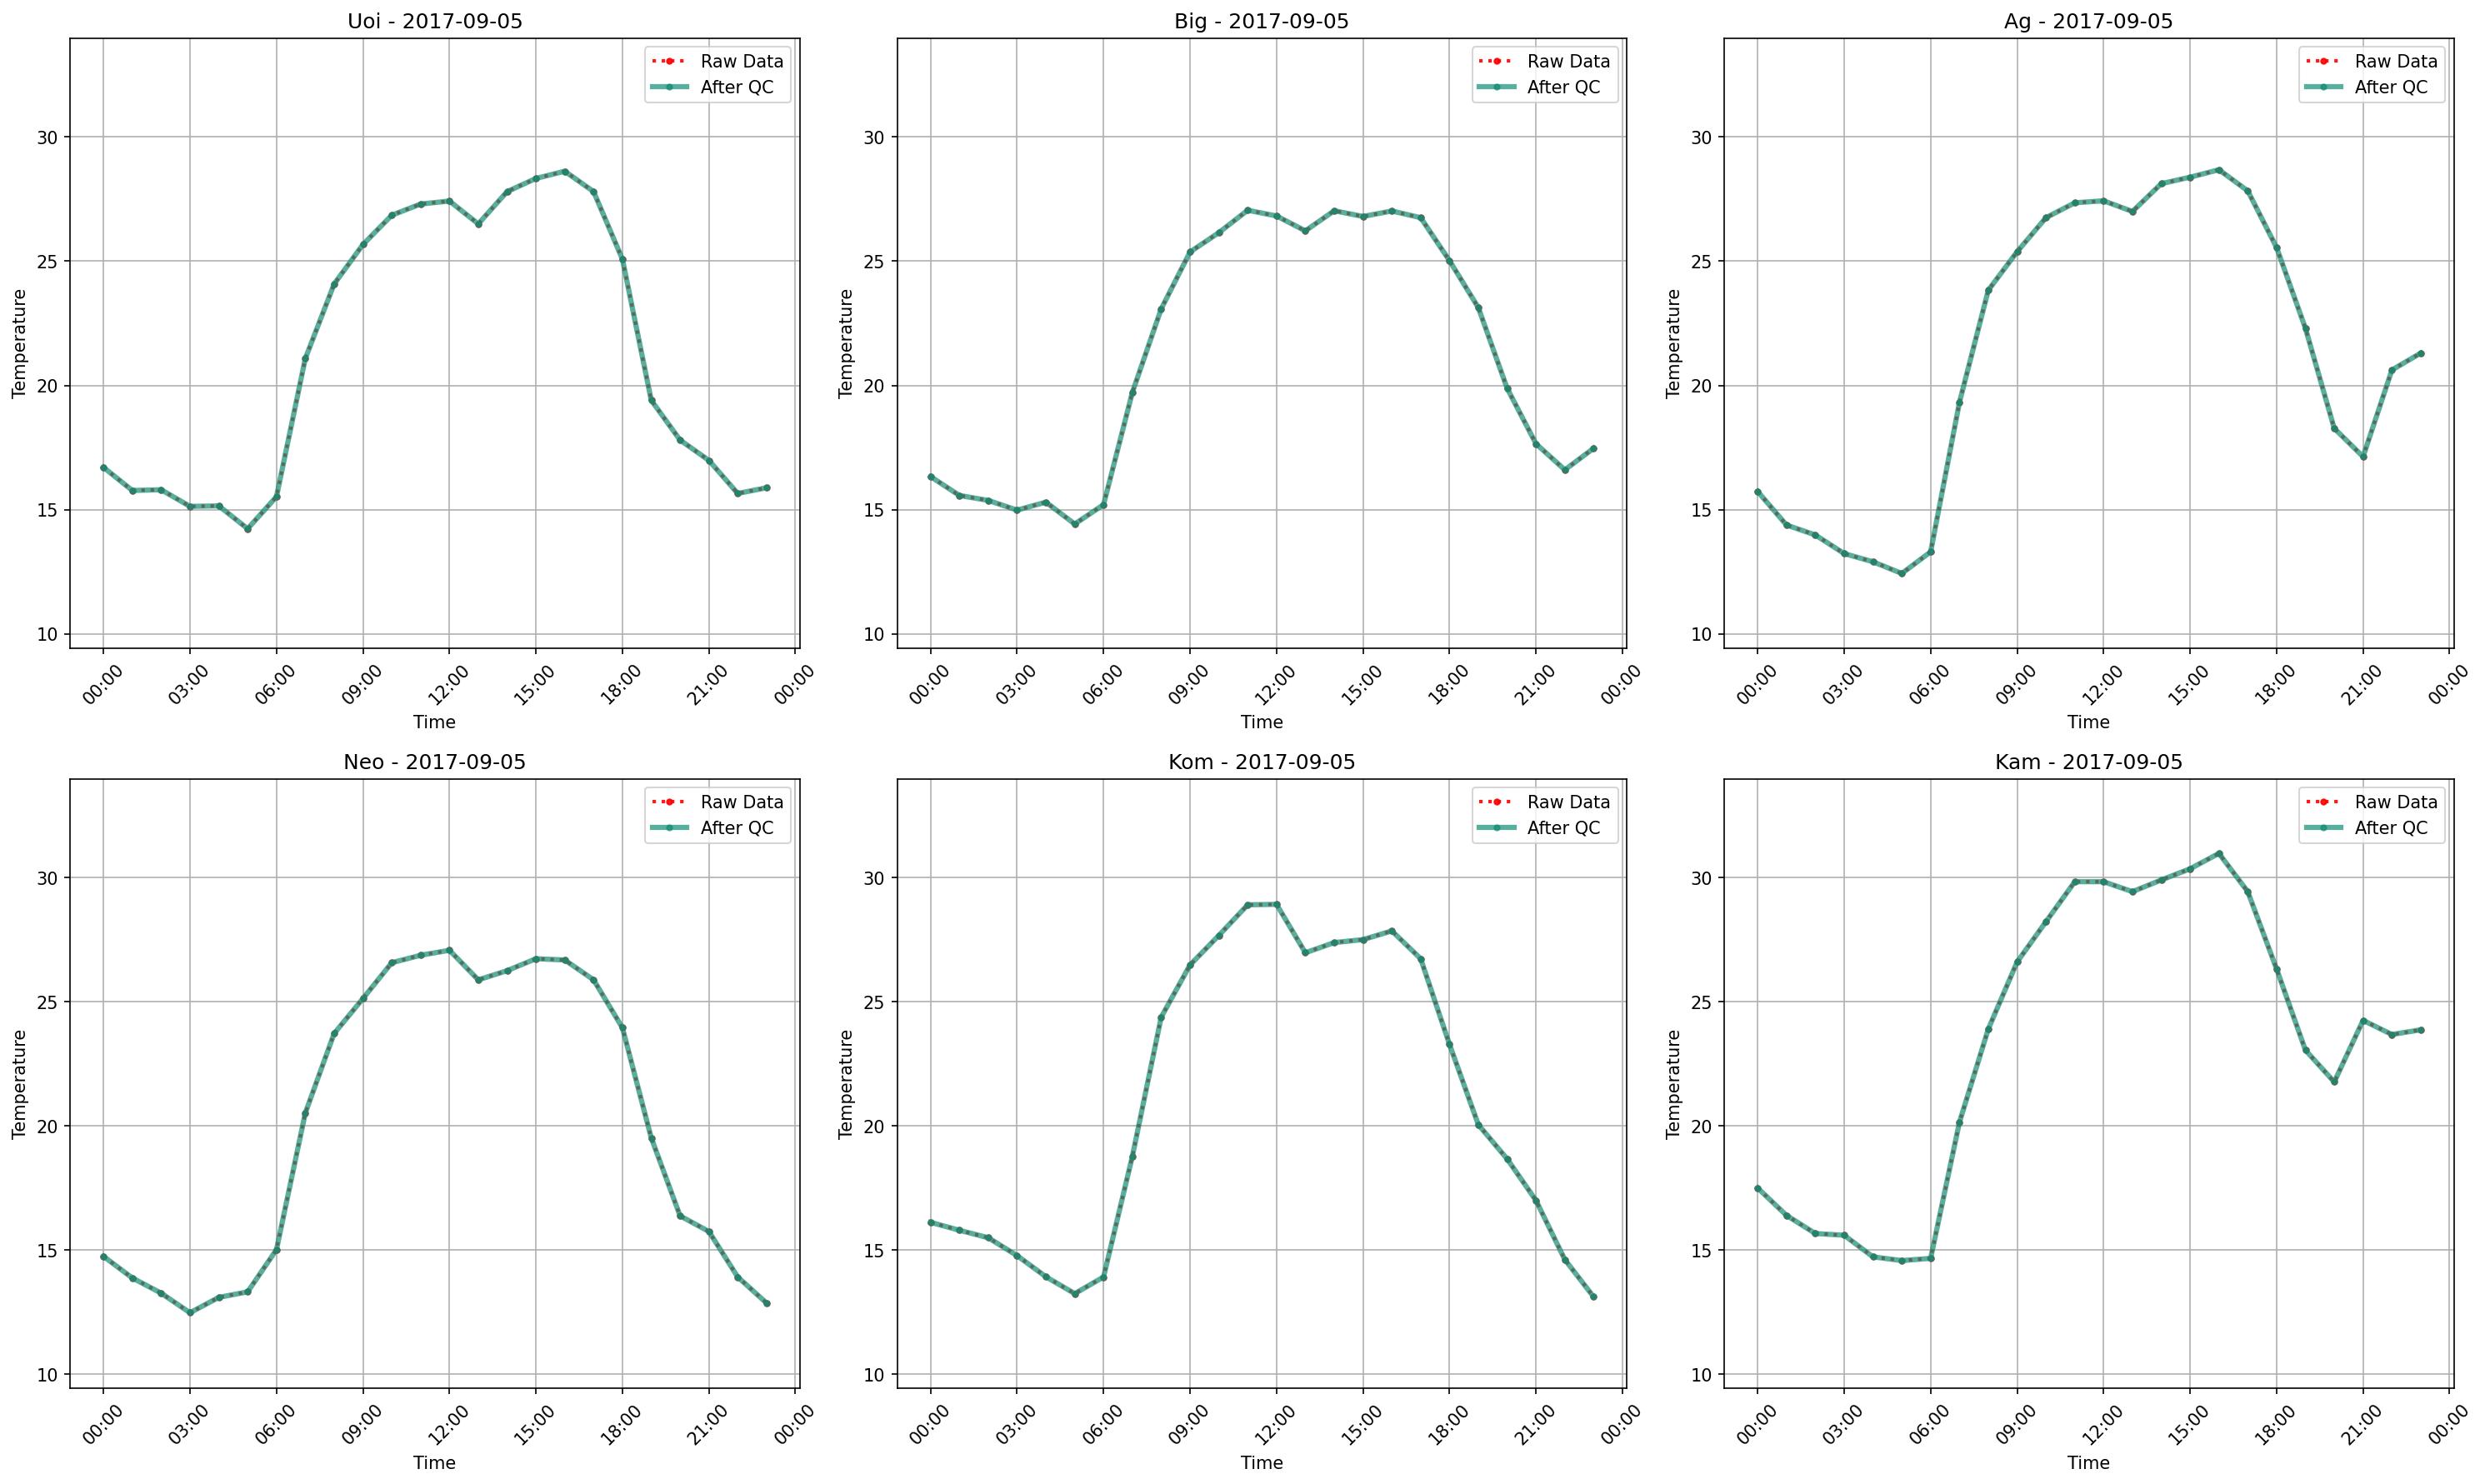 Uoi - 2017-09-05
Raw Data
After QC
Temperature
30
25
20
15
10
00:00
03:00
06:00
09:00
12:00
15:00
18:00
21:00
00:00
Time
Big - 2017-09-05
Raw Data
After QC
Temperature
30
25
20
15
10
00:00
03:00
06:00
09:00
12:00
15:00
18:00
21:00
00:00
Time
Ag - 2017-09-05
Raw Data
After QC
Temperature
30
25
20
15
10
00:00
03:00
06:00
09:00
12:00
15:00
18:00
21:00
00:00
Time
Neo - 2017-09-05
Raw Data
After QC
Temperature
30
25
20
15
10
00:00
03:00
06:00
09:00
12:00
15:00
18:00
21:00
00:00
Time
Kom - 2017-09-05
Raw Data
After QC
Temperature
30
25
20
15
10
00:00
03:00
06:00
09:00
12:00
15:00
18:00
21:00
00:00
Time
Kam - 2017-09-05
Raw Data
After QC
Temperature
30
25
20
15
10
00:00
03:00
06:00
09:00
12:00
15:00
18:00
21:00
00:00
Time